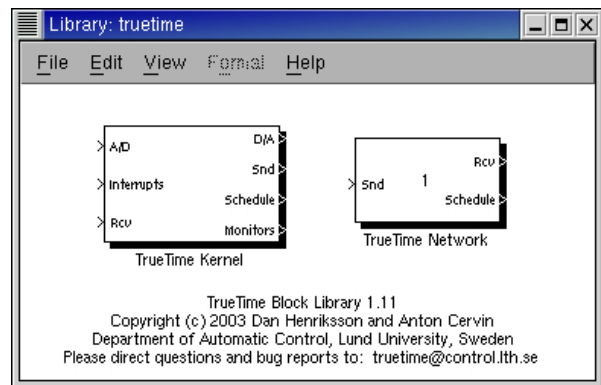 Library: truetime
File Edit View Format Help
A/D
Interrupts
Rcv
D/A
Snd
Schedule
Monitors
TrueTime Kernel
Snd
1
Rcv
Schedule
TrueTime Network
TrueTime Block Library 1.11
Copyright (c) 2003 Dan Henriksson and Anton Cervin
Department of Automatic Control, Lund University, Sweden
Please direct questions and bug reports to: truetime@control.lth.se